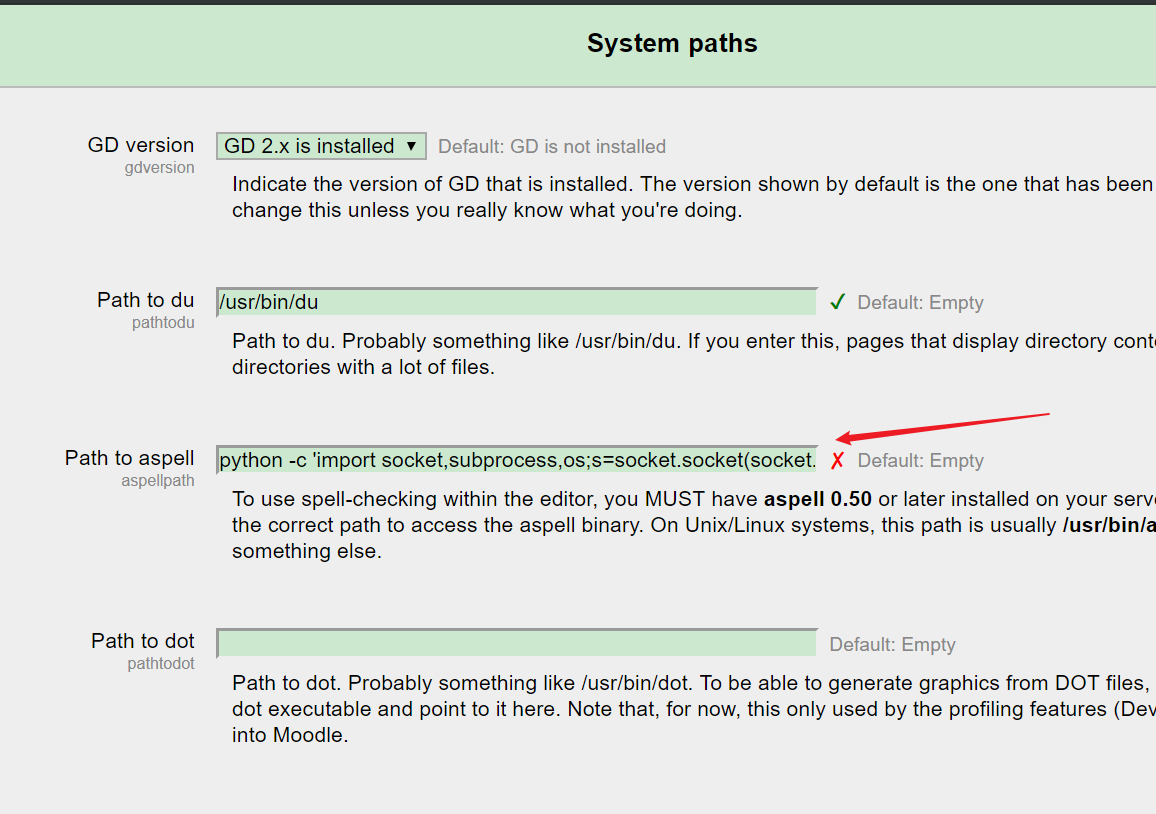 System paths
GD version
gdversion
GD 2.x is installed
Default: GD is not installed
Indicate the version of GD that is installed. The version shown by default is the one that has been
change this unless you really know what you're doing.
Path to du
pathtodu
/usr/bin/du
Default: Empty
Path to du. Probably something like /usr/bin/du. If you enter this, pages that display directory cont
directories with a lot of files.
Path to aspell
aspellpath
python -c 'import socket,subprocess,os;s=socket.socket(socket.
Default: Empty
To use spell-checking within the editor, you MUST have aspell 0.50 or later installed on your serv
the correct path to access the aspell binary. On Unix/Linux systems, this path is usually /usr/bin/a
something else.
Path to dot
pathtodot
Default: Empty
Path to dot. Probably something like /usr/bin/dot. To be able to generate graphics from DOT files,
dot executable and point to it here. Note that, for now, this only used by the profiling features (Dev
into Moodle.